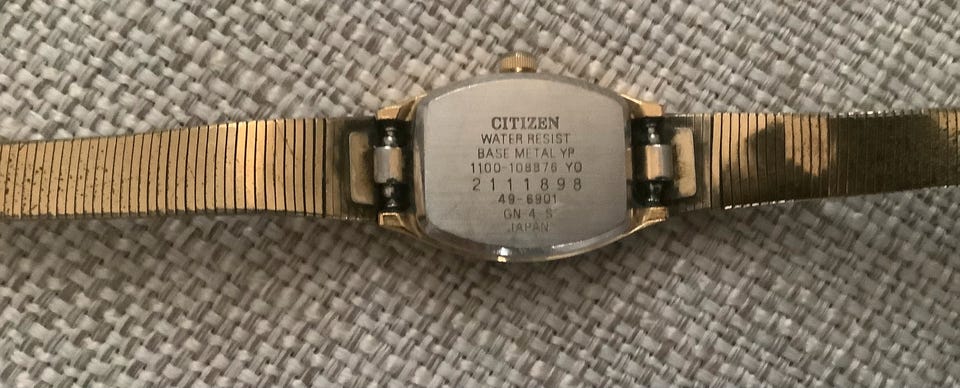 CITIZEN
WATER RESIST
BASE METAL YP
1100-108876 YO
2111898
49-6901
GN-4-S
JAPAN